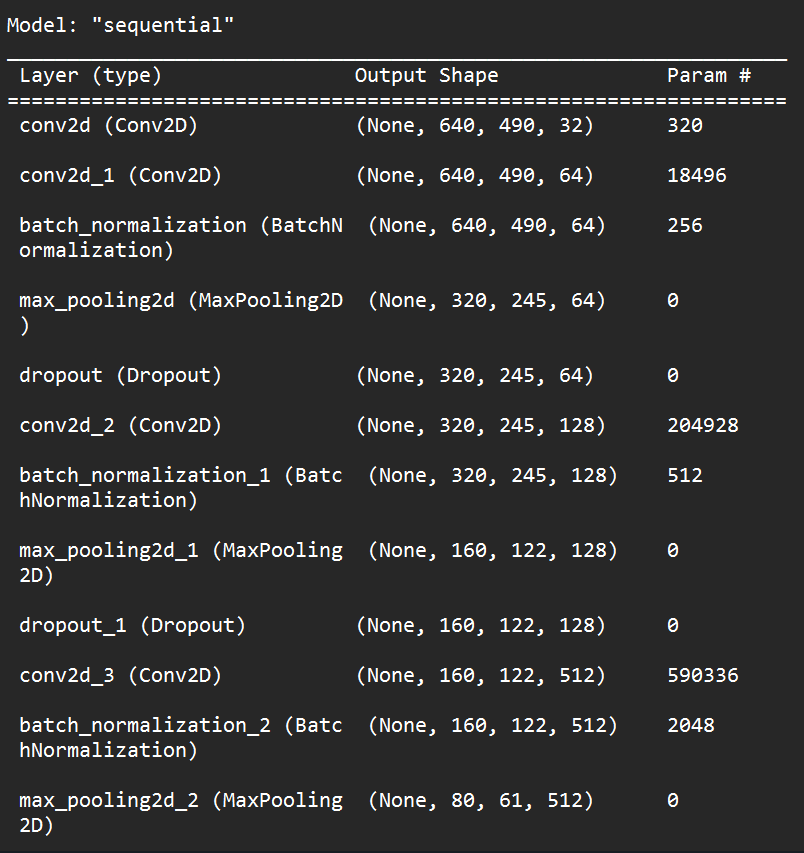 Model: "sequential"
Layer (type) Output Shape Param #
=================================================================
conv2d (Conv2D) (None, 640, 490, 32) 320
conv2d_1 (Conv2D) (None, 640, 490, 64) 18496
batch_normalization (BatchN (None, 640, 490, 64) 256
ormalization)
max_pooling2d (MaxPooling2D (None, 320, 245, 64) 0
)
dropout (Dropout) (None, 320, 245, 64) 0
conv2d_2 (Conv2D) (None, 320, 245, 128) 204928
batch_normalization_1 (Batc (None, 320, 245, 128) 512
hNormalization)
max_pooling2d_1 (MaxPooling (None, 160, 122, 128) 0
2D)
dropout_1 (Dropout) (None, 160, 122, 128) 0
conv2d_3 (Conv2D) (None, 160, 122, 512) 590336
batch_normalization_2 (Batc (None, 160, 122, 512) 2048
hNormalization)
max_pooling2d_2 (MaxPooling (None, 80, 61, 512) 0
2D)